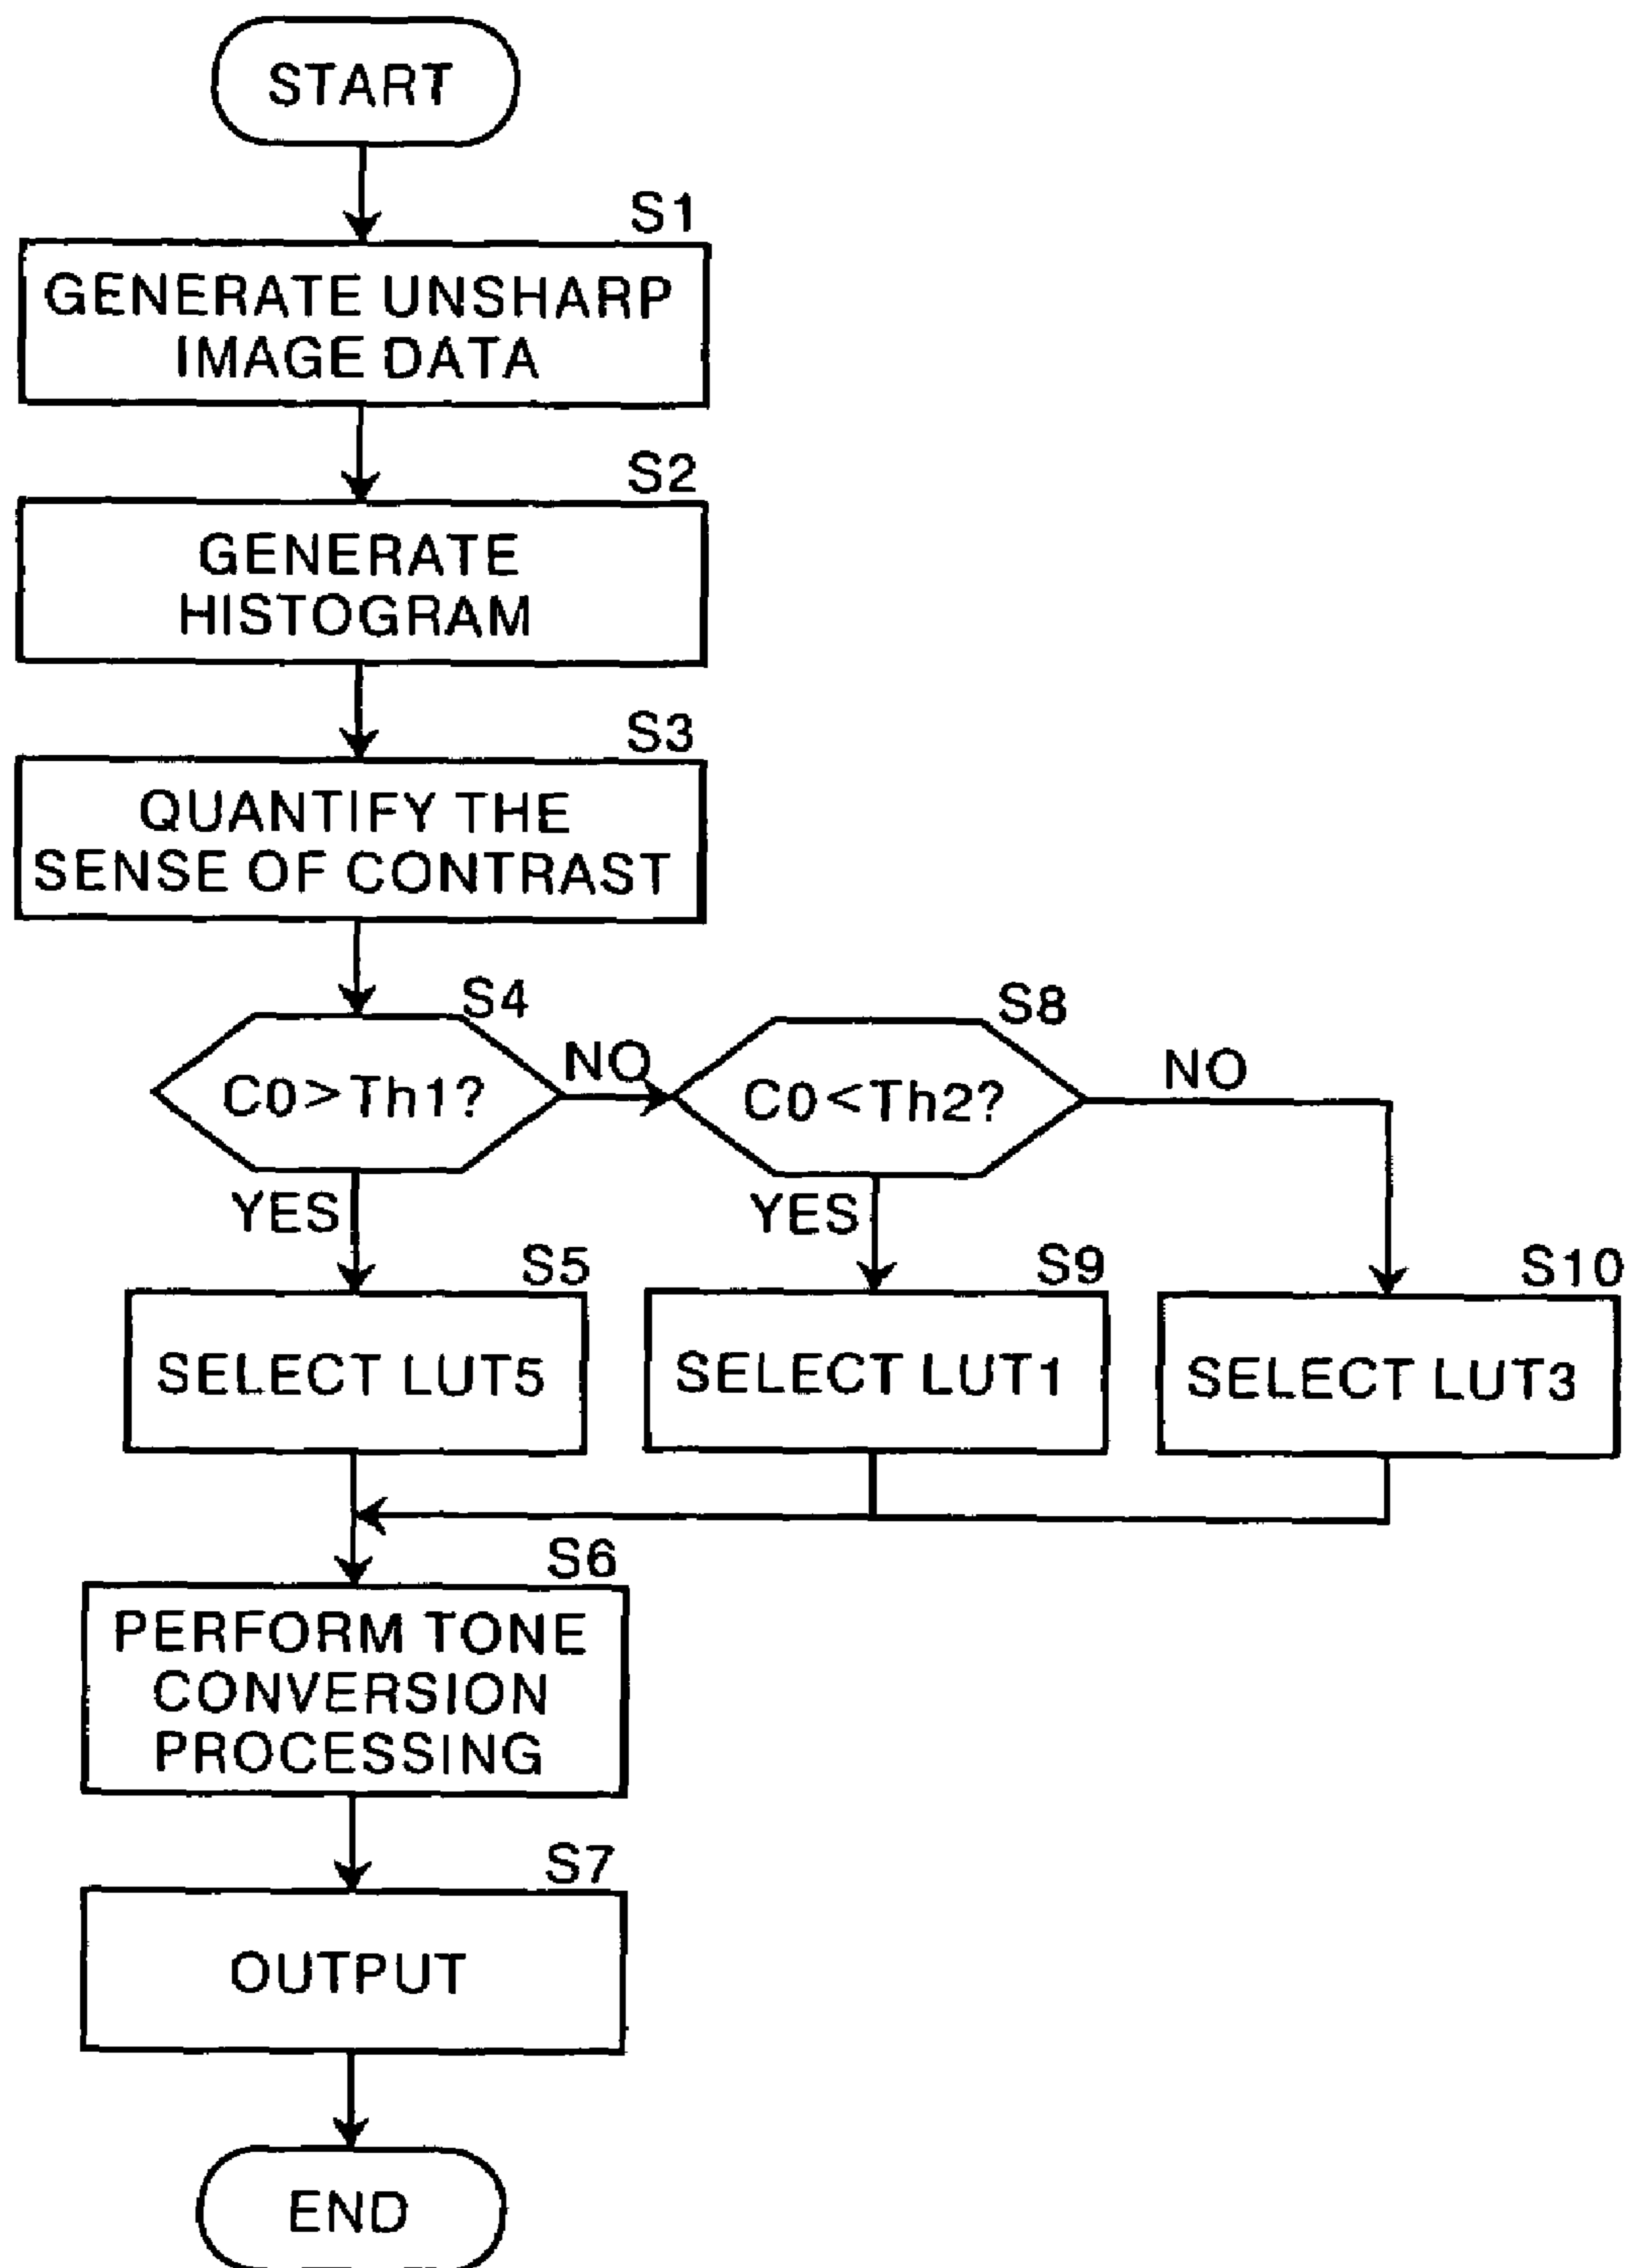 START
S1
GENERATE UNSHARP
IMAGE DATA
S2
GENERATE
HISTOGRAM
S3
QUANTIFY THE
SENSE OF CONTRAST
S4
C0>Th1?
NO
S8
C0<Th2?
NO
YES
YES
S5
SELECT LUT5
S9
SELECT LUT1
S10
SELECT LUT3
S6
PERFORM TONE
CONVERSION
PROCESSING
S7
OUTPUT
END